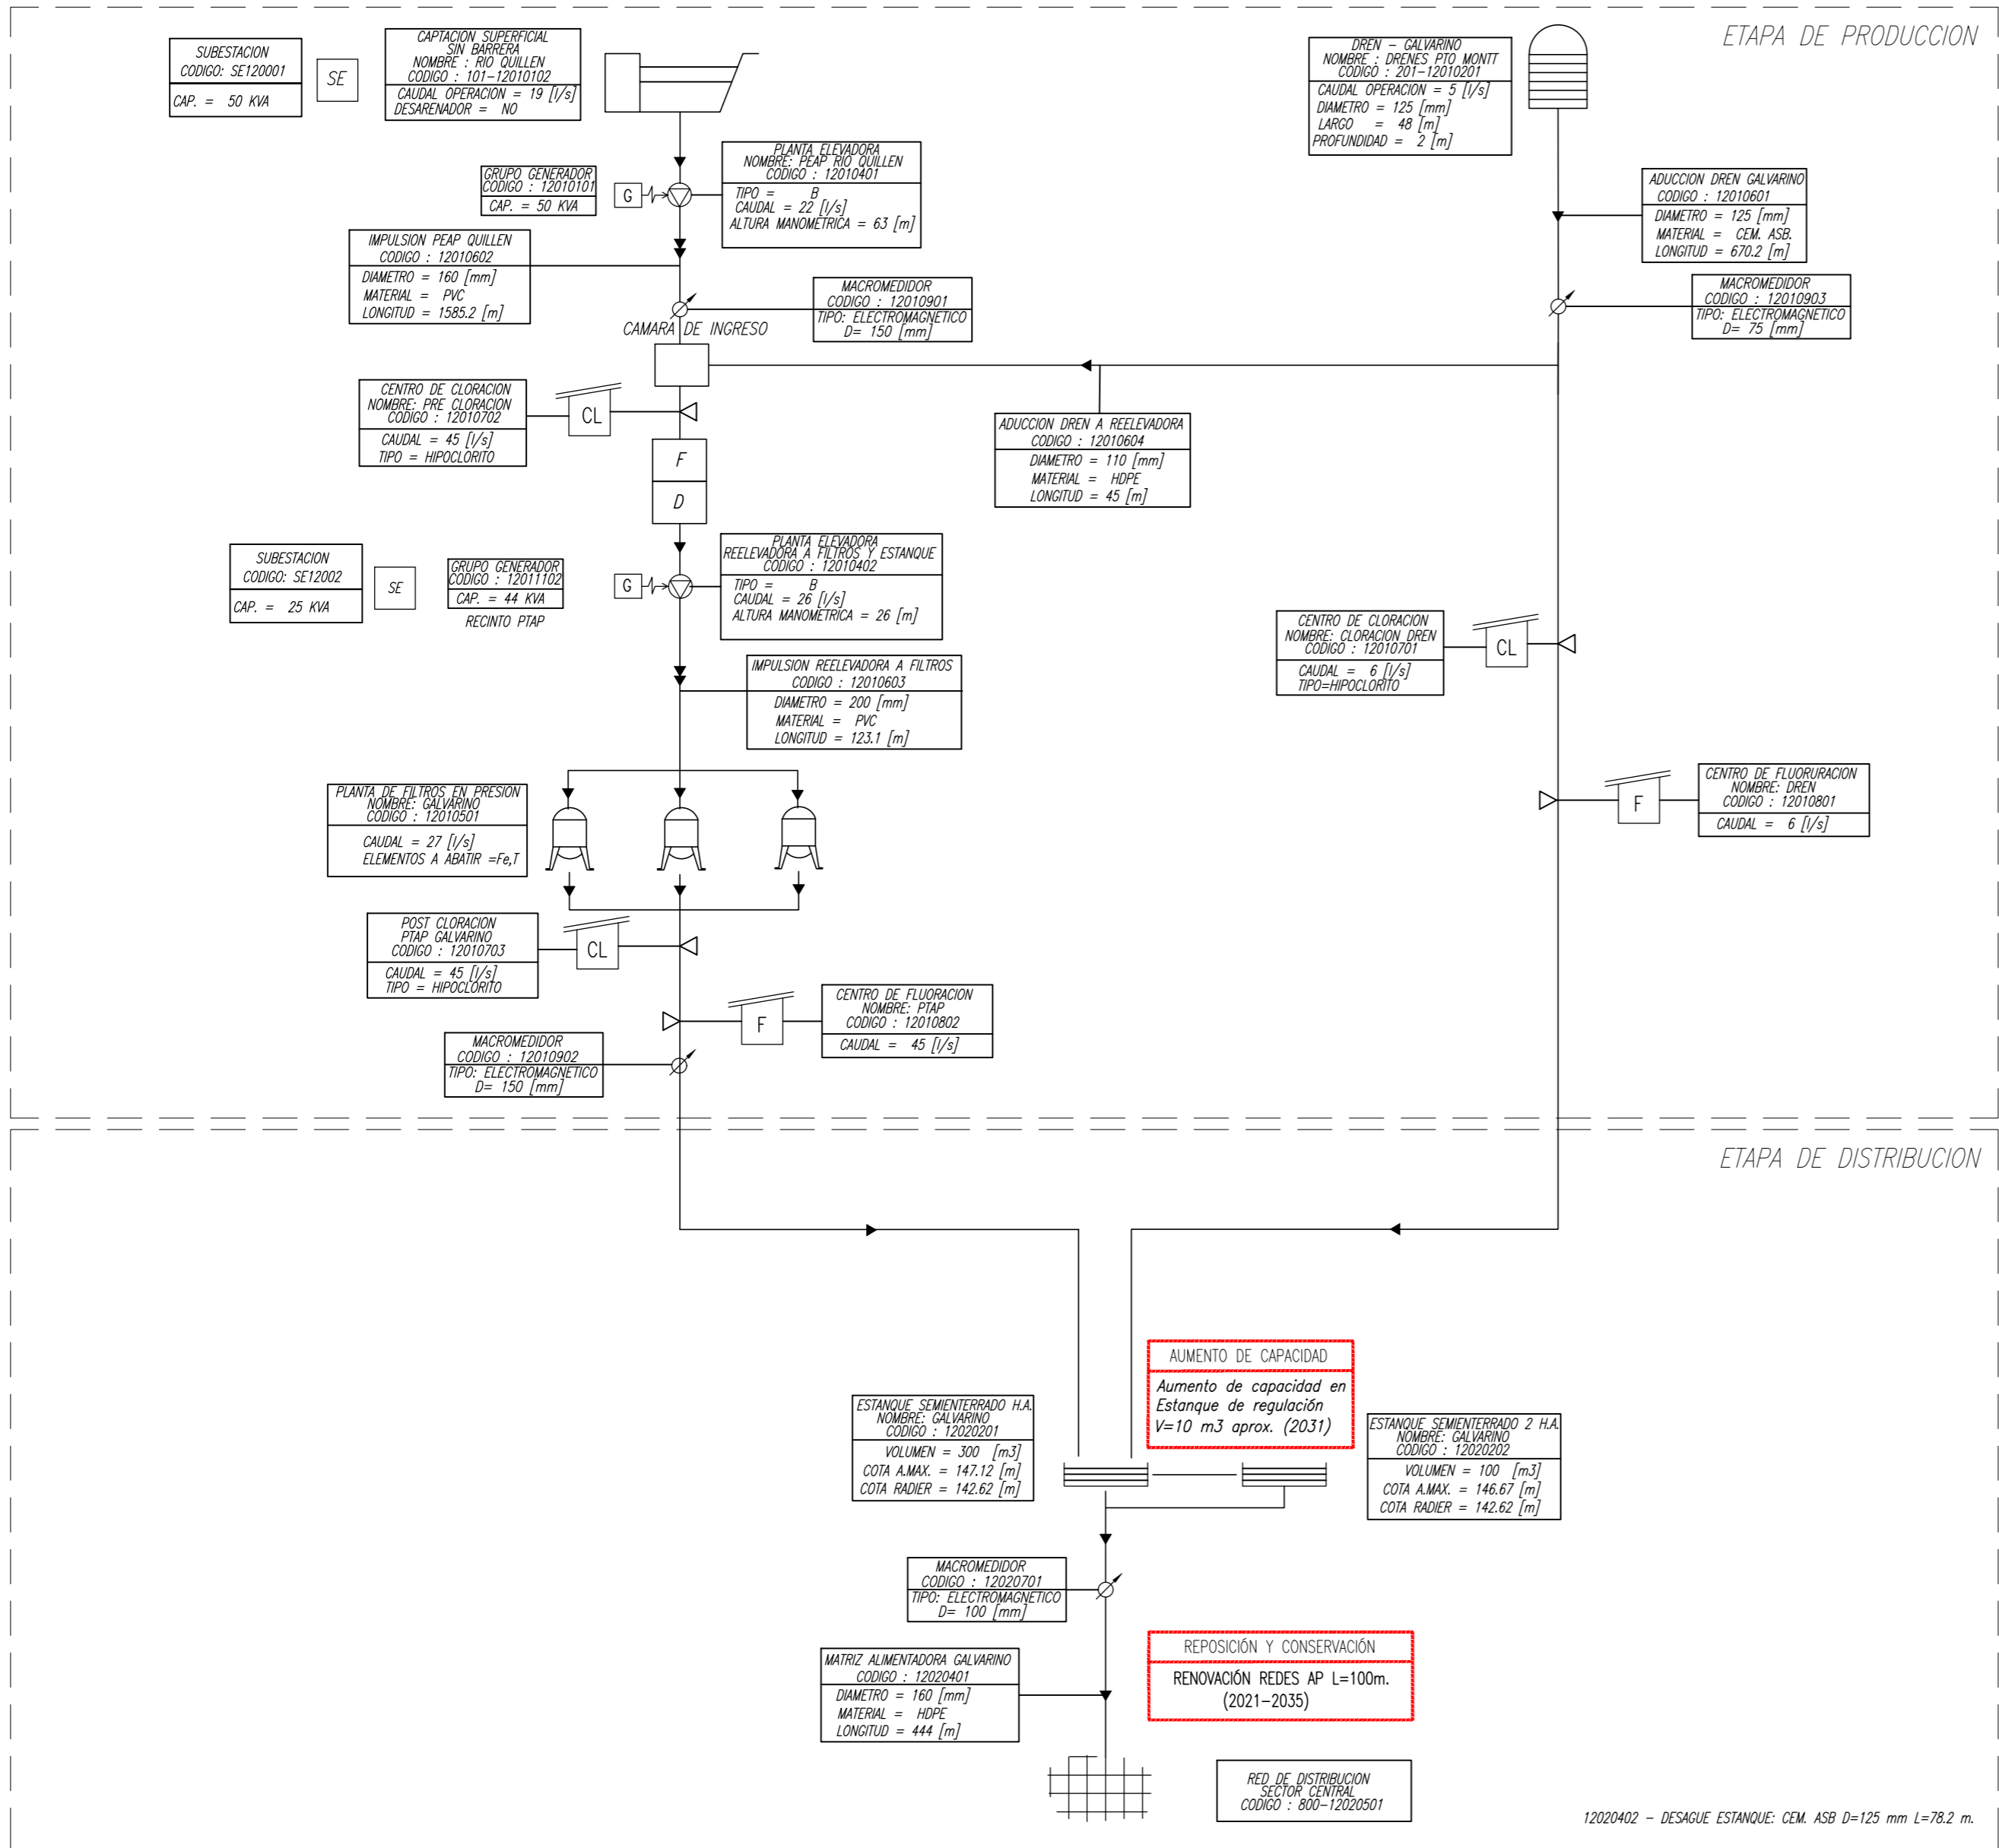 ETAPA DE PRODUCCION
SUBESTACION
CODIGO: SE120001
CAP. = 50 KVA
SE
CAPTACION SUPERFICIAL
SIN BARRERA
NOMBRE : RIO QUILLEN
CODIGO : 101-12010102
CAUDAL OPERACION = 19 [l/s]
DESARENADOR = NO
DREN - GALVARINO
NOMBRE : DRENES PTO MONTT
CODIGO : 201-12010201
CAUDAL OPERACION = 5 [l/s]
DIAMETRO = 125 [mm]
LARGO = 48 [m]
PROFUNDIDAD = 2 [m]
GRUPO GENERADOR
CODIGO : 12010101
CAP. = 50 KVA
G
PLANTA ELEVADORA
NOMBRE: PEAP RIO QUILLEN
CODIGO : 12010401
TIPO = B
CAUDAL = 22 [l/s]
ALTURA MANOMETRICA = 63 [m]
ADUCCION DREN GALVARINO
CODIGO : 12010601
DIAMETRO = 125 [mm]
MATERIAL = CEM. ASB.
LONGITUD = 670.2 [m]
IMPULSION PEAP QUILLEN
CODIGO : 12010602
DIAMETRO = 160 [mm]
MATERIAL = PVC
LONGITUD = 1585.2 [m]
MACROMEDIDOR
CODIGO : 12010901
TIPO: ELECTROMAGNETICO
D= 150 [mm]
MACROMEDIDOR
CODIGO : 12010903
TIPO: ELECTROMAGNETICO
D= 75 [mm]
CAMARA DE INGRESO
CENTRO DE CLORACION
NOMBRE: PRE CLORACION
CODIGO : 12010702
CAUDAL = 45 [l/s]
TIPO = HIPOCLORITO
CL
ADUCCION DREN A REELEVADORA
CODIGO : 12010604
DIAMETRO = 110 [mm]
MATERIAL = HDPE
LONGITUD = 45 [m]
F
D
SUBESTACION
CODIGO: SE12002
CAP. = 25 KVA
SE
GRUPO GENERADOR
CODIGO : 12011102
CAP. = 44 KVA
RECINTO PTAP
G
PLANTA ELEVADORA
REELEVADORA A FILTROS Y ESTANQUE
CODIGO : 12010402
TIPO = B
CAUDAL = 26 [l/s]
ALTURA MANOMETRICA = 26 [m]
CENTRO DE CLORACION
NOMBRE: CLORACION DREN
CODIGO : 12010701
CAUDAL = 6 [l/s]
TIPO=HIPOCLORITO
CL
IMPULSION REELEVADORA A FILTROS
CODIGO : 12010603
DIAMETRO = 200 [mm]
MATERIAL = PVC
LONGITUD = 123.1 [m]
PLANTA DE FILTROS EN PRESION
NOMBRE: GALVARINO
CODIGO : 12010501
CAUDAL = 27 [l/s]
ELEMENTOS A ABATIR =Fe,T
F
CENTRO DE FLUORURACION
NOMBRE: DREN
CODIGO : 12010801
CAUDAL = 6 [l/s]
POST CLORACION
PTAP GALVARINO
CODIGO : 12010703
CAUDAL = 45 [l/s]
TIPO = HIPOCLORITO
CL
F
CENTRO DE FLUORACION
NOMBRE: PTAP
CODIGO : 12010802
CAUDAL = 45 [l/s]
MACROMEDIDOR
CODIGO : 12010902
TIPO: ELECTROMAGNETICO
D= 150 [mm]
ETAPA DE DISTRIBUCION
AUMENTO DE CAPACIDAD
Aumento de capacidad en
Estanque de regulación
V=10 m3 aprox. (2031)
ESTANQUE SEMIENTERRADO H.A.
NOMBRE: GALVARINO
CODIGO : 12020201
VOLUMEN = 300 [m3]
COTA A.MAX. = 147.12 [m]
COTA RADIER = 142.62 [m]
ESTANQUE SEMIENTERRADO 2 H.A.
NOMBRE: GALVARINO
CODIGO : 12020202
VOLUMEN = 100 [m3]
COTA A.MAX. = 146.67 [m]
COTA RADIER = 142.62 [m]
MACROMEDIDOR
CODIGO : 12020701
TIPO: ELECTROMAGNETICO
D= 100 [mm]
REPOSICIÓN Y CONSERVACIÓN
RENOVACIÓN REDES AP L=100m.
(2021-2035)
MATRIZ ALIMENTADORA GALVARINO
CODIGO : 12020401
DIAMETRO = 160 [mm]
MATERIAL = HDPE
LONGITUD = 444 [m]
RED DE DISTRIBUCION
SECTOR CENTRAL
CODIGO : 800-12020501
12020402 - DESAGUE ESTANQUE: CEM. ASB D=125 mm L=78.2 m.